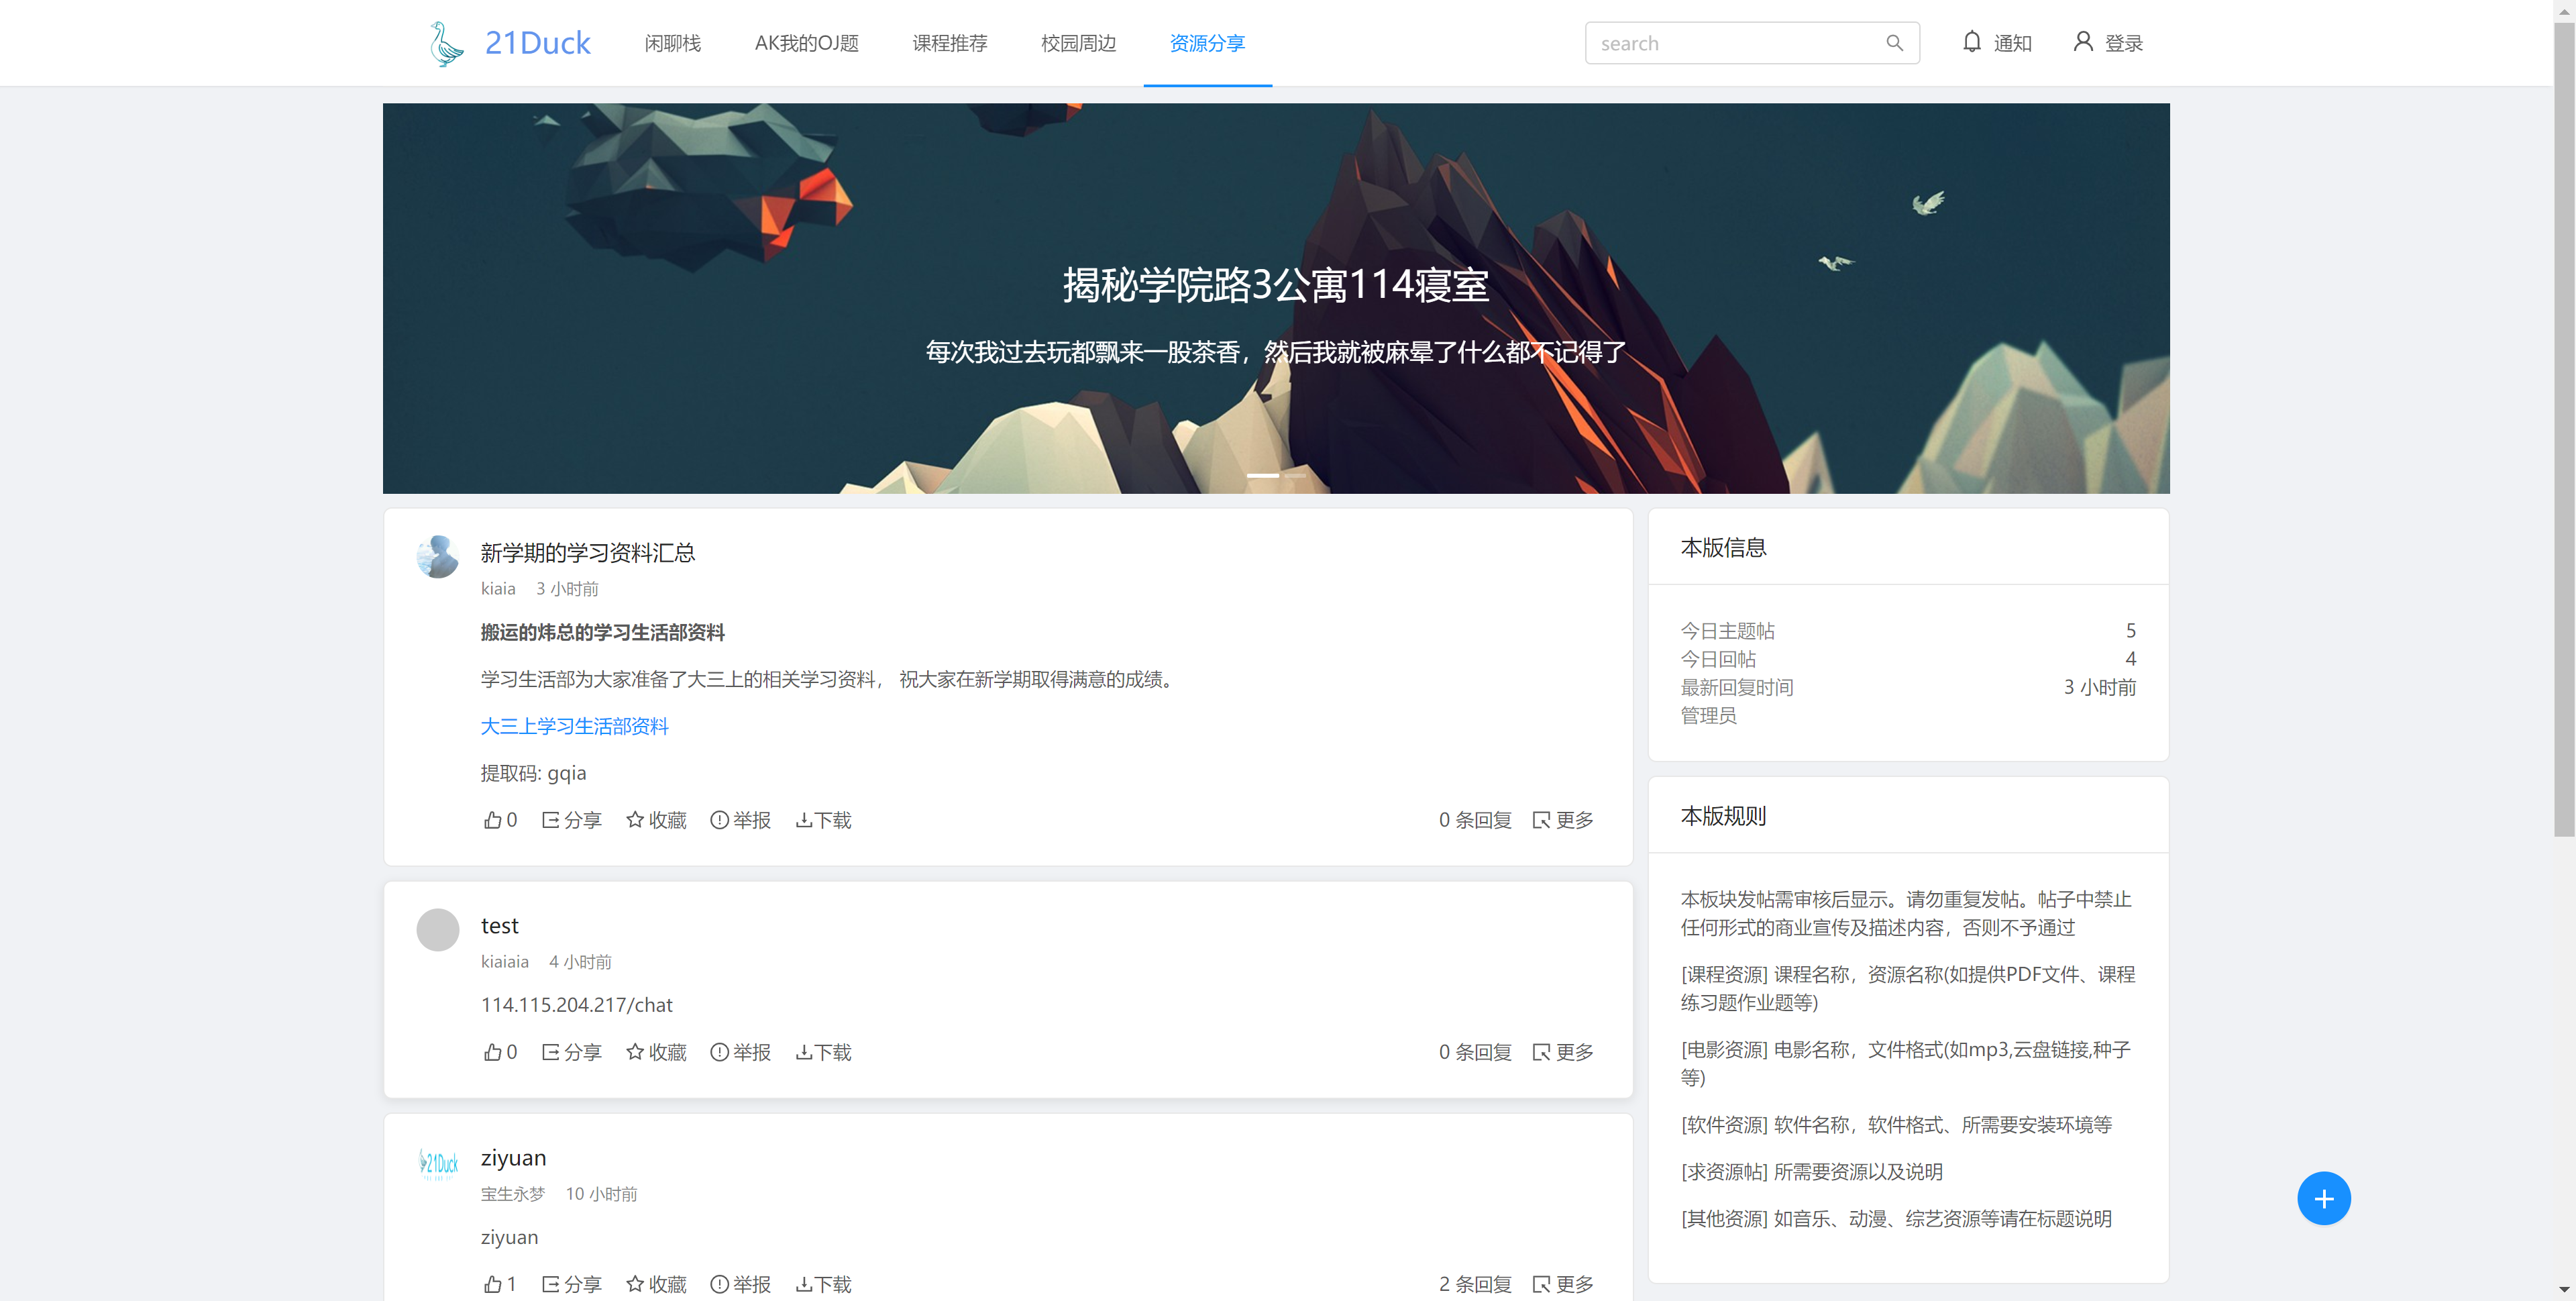 21Duck 闲聊栈 AK我的OJ题 课程推荐 校园周边 资源分享 search 通知 登录
揭秘学院路3公寓114寝室
每次我过去玩都飘来一股茶香，然后我就被麻晕了什么都不记得了
新学期的学习资料汇总
kiaia 3 小时前
搬运的炜总的学习生活部资料
学习生活部为大家准备了大三上的相关学习资料， 祝大家在新学期取得满意的成绩。
大三上学习生活部资料
提取码: gqia
0 分享 收藏 举报 下载 0 条回复 更多
test
kiaiaia 4 小时前
114.115.204.217/chat
0 分享 收藏 举报 下载 0 条回复 更多
21Duck
ziyuan
宝生永梦 10 小时前
ziyuan
1 分享 收藏 举报 下载 2 条回复 更多
本版信息
今日主题帖 5
今日回帖 4
最新回复时间 3 小时前
管理员
本版规则
本板块发帖需审核后显示。请勿重复发帖。帖子中禁止
任何形式的商业宣传及描述内容，否则不予通过
[课程资源] 课程名称，资源名称(如提供PDF文件、课程
练习题作业题等)
[电影资源] 电影名称，文件格式(如mp3,云盘链接,种子
等)
[软件资源] 软件名称，软件格式、所需要安装环境等
[求资源帖] 所需要资源以及说明
[其他资源] 如音乐、动漫、综艺资源等请在标题说明